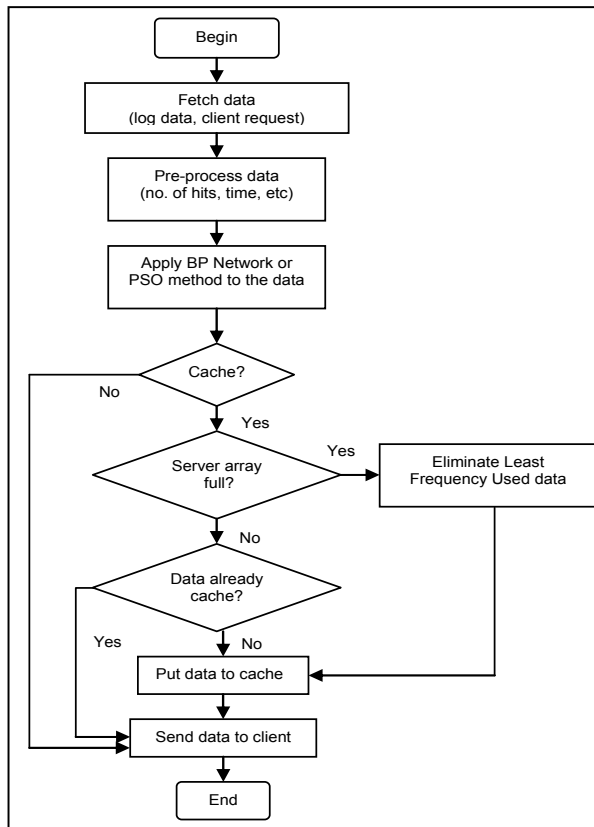 Begin
Fetch data
(log data, client request)
Pre-process data
(no. of hits, time, etc)
Apply BP Network or
PSO method to the data
Cache?
No
Yes
Server array
full?
Yes
Eliminate Least
Frequency Used data
No
Data already
cache?
Yes
No
Put data to cache
Send data to client
End